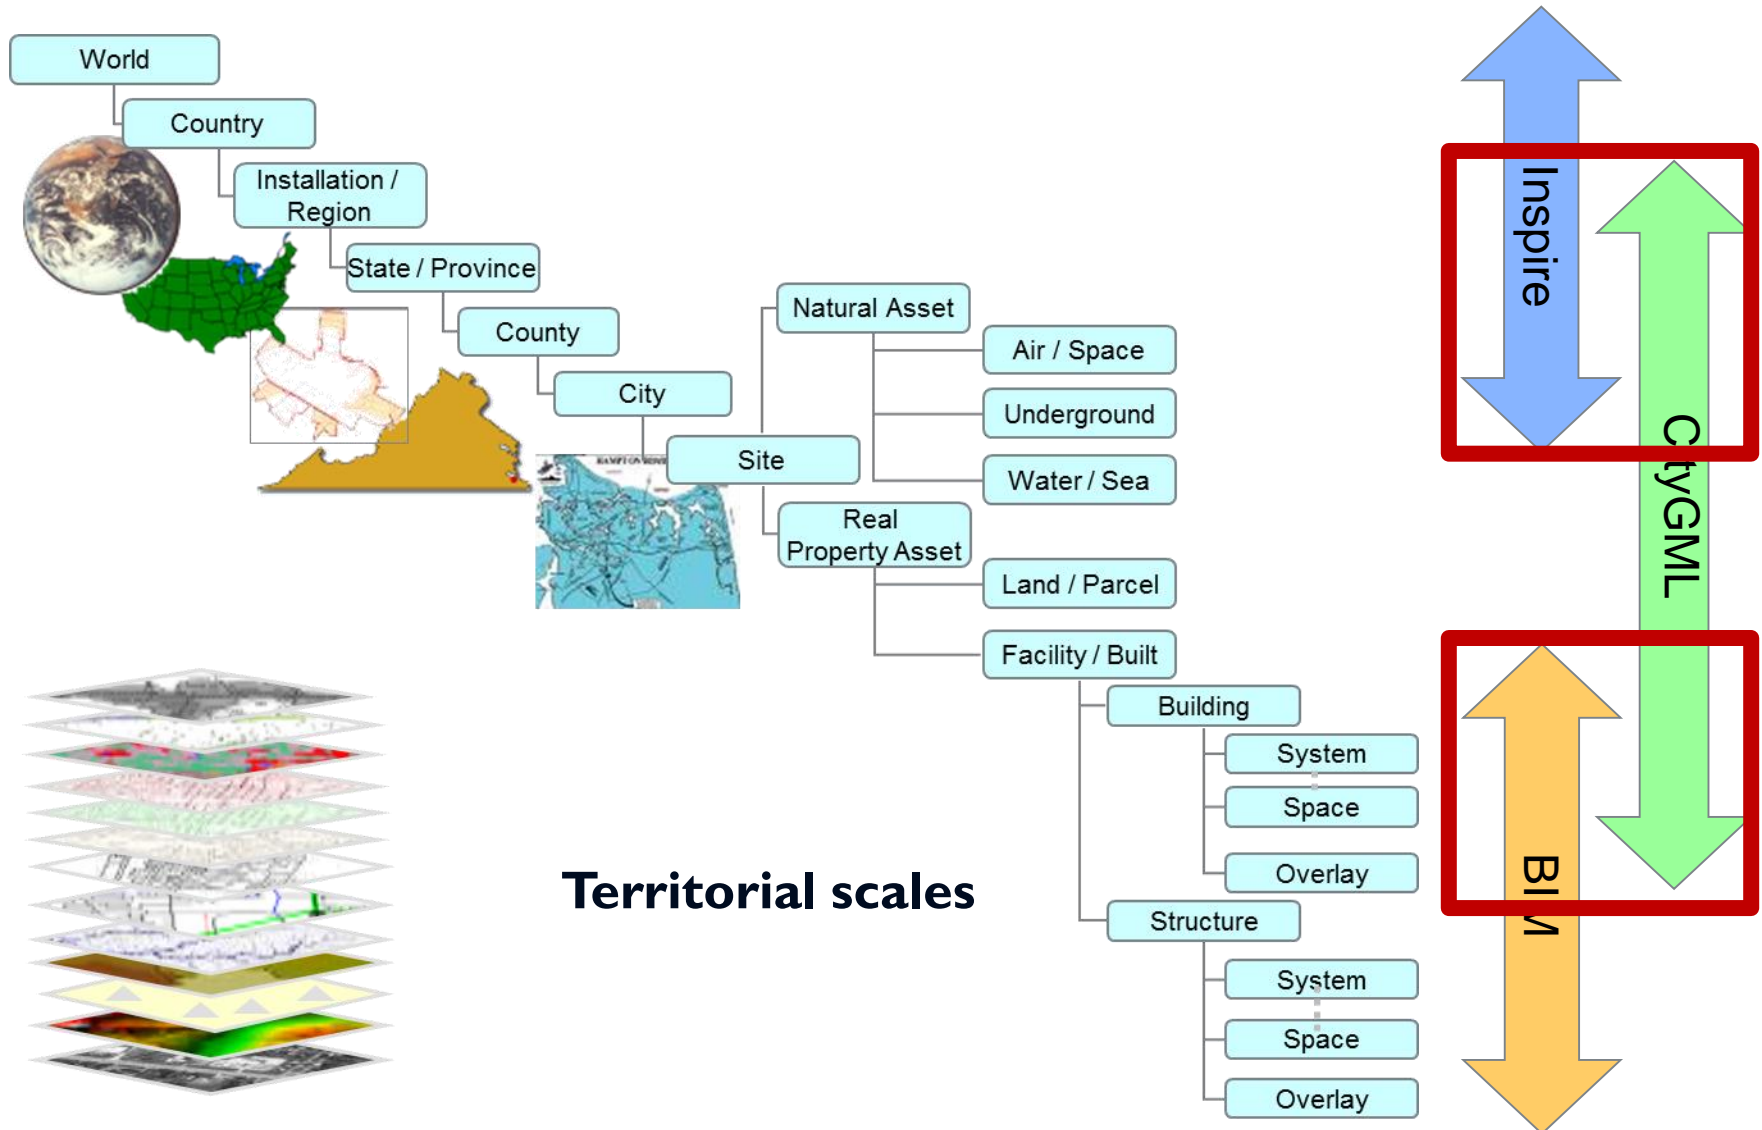 World
Country
Installation /
Region
State / Province
County
City
Site
Natural Asset
Air / Space
Underground
Water / Sea
Real
Property Asset
Land / Parcel
Facility / Built
Building
System
Space
Overlay
Structure
System
Space
Overlay
Territorial scales
Inspire
CtyGML
BIM